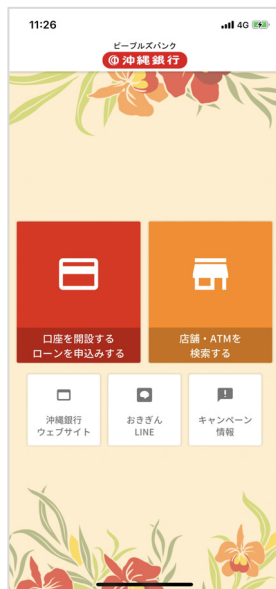 11:26
4G
ピープルズバンク
沖縄銀行
口座を開設する
ローンを申込みする
店舗・ATMを
検索する
沖縄銀行
ウェブサイト
おきぎん
LINE
キャンペーン
情報